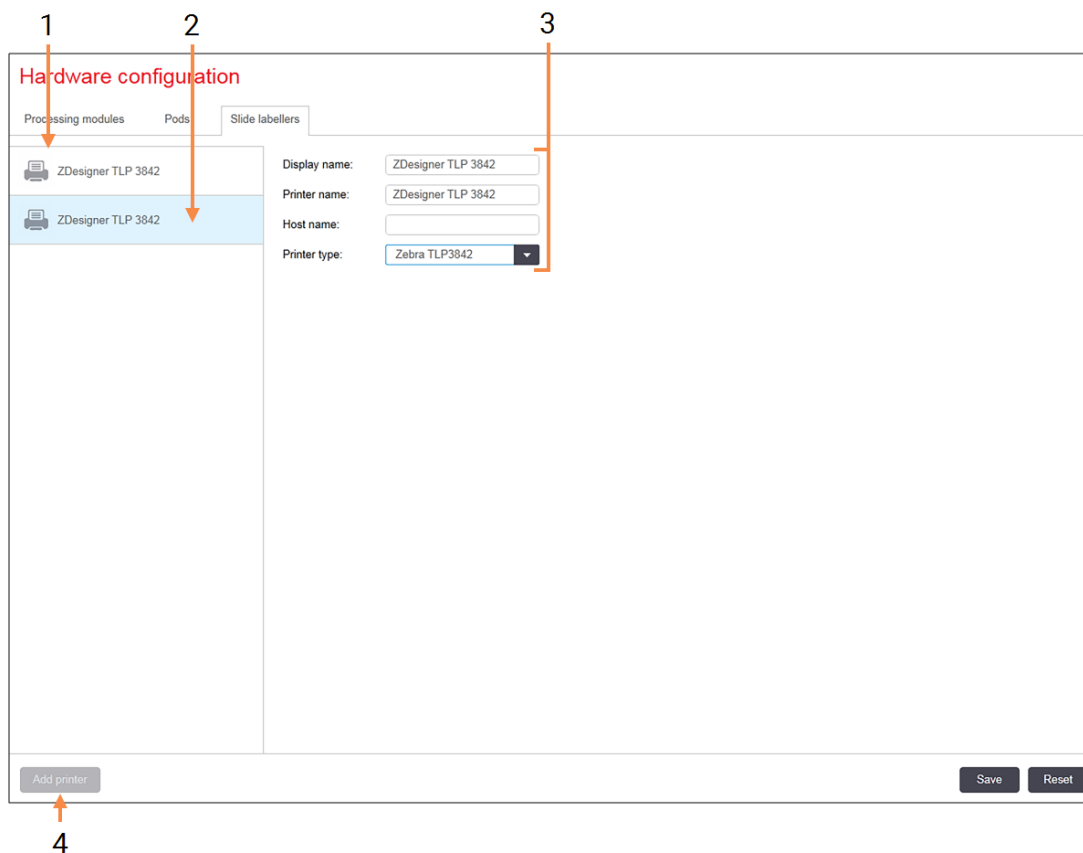 1 2 3
Hardware configuration
Processing modules Pods Slide labellers
ZDesigner TLP 3842
ZDesigner TLP 3842
Display name: ZDesigner TLP 3842
Printer name: ZDesigner TLP 3842
Host name:
Printer type: Zebra TLP3842
Add printer Save Reset
4